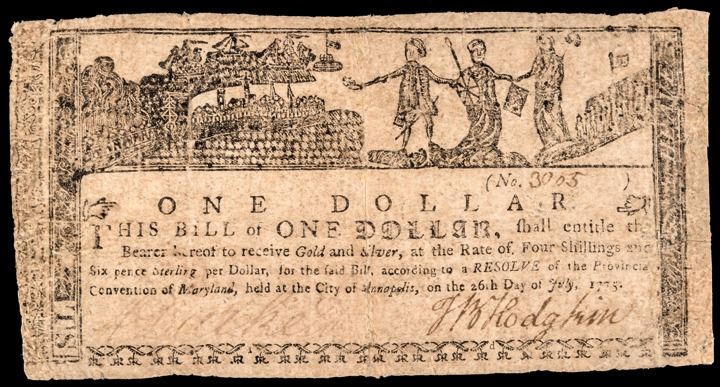 (No. 3005 )
ONE DOLLAR.
THIS BILL of ONE DOLLAR, ſhall entitle the
Bearer hereof to receive Gold and Silver, at the Rate of Four Shillings and
Six pence Sterling per Dollar, for the ſaid Bill, according to a RESOLVE of the Provincial
Convention of Maryland, held at the City of Annapolis, on the 26th Day of July, 1775.
J B Hodgkin